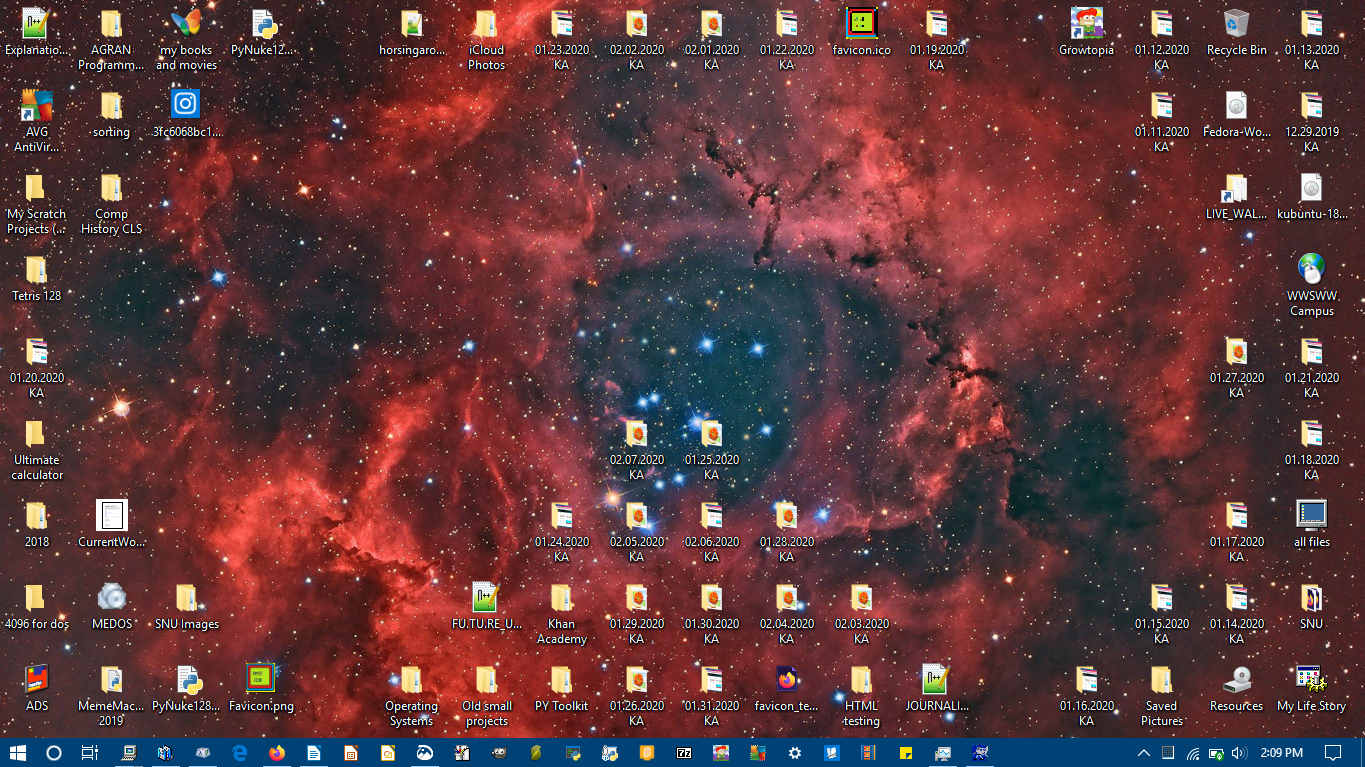 Explanatio...
AGRAN
Programm...
my books
and movies
PyNuke12...
horsingaro...
iCloud
Photos
01.23.2020
KA
02.02.2020
KA
02.01.2020
KA
01.22.2020
KA
favicon.ico
01.19.2020
KA
Growtopia
01.12.2020
KA
Recycle Bin
01.13.2020
KA
AVG
AntiVir...
sorting
3fc6068bc1...
01.11.2020
KA
Fedora-Wo...
12.29.2019
KA
My Scratch
Projects (...
Comp
History CLS
LIVE_WAL...
kubuntu-18...
Tetris 128
WWSWW
Campus
01.20.2020
KA
01.27.2020
KA
01.21.2020
KA
Ultimate
calculator
02.07.2020
KA
01.25.2020
KA
01.18.2020
KA
2018
CurrentWo...
01.24.2020
KA
02.05.2020
KA
02.06.2020
KA
01.28.2020
KA
01.17.2020
KA
all files
4096 for dos
MEDOS
SNU Images
FU.TU.RE_U...
Khan
Academy
01.29.2020
KA
01.30.2020
KA
02.04.2020
KA
02.03.2020
KA
01.15.2020
KA
01.14.2020
KA
SNU
ADS
MemeMac...
2019
PyNuke128...
Favicon.png
Operating
Systems
Old small
projects
PY Toolkit
01.26.2020
KA
01.31.2020
KA
favicon_te...
HTML
testing
JOURNALI...
01.16.2020
KA
Saved
Pictures
Resources
My Life Story
2:09 PM